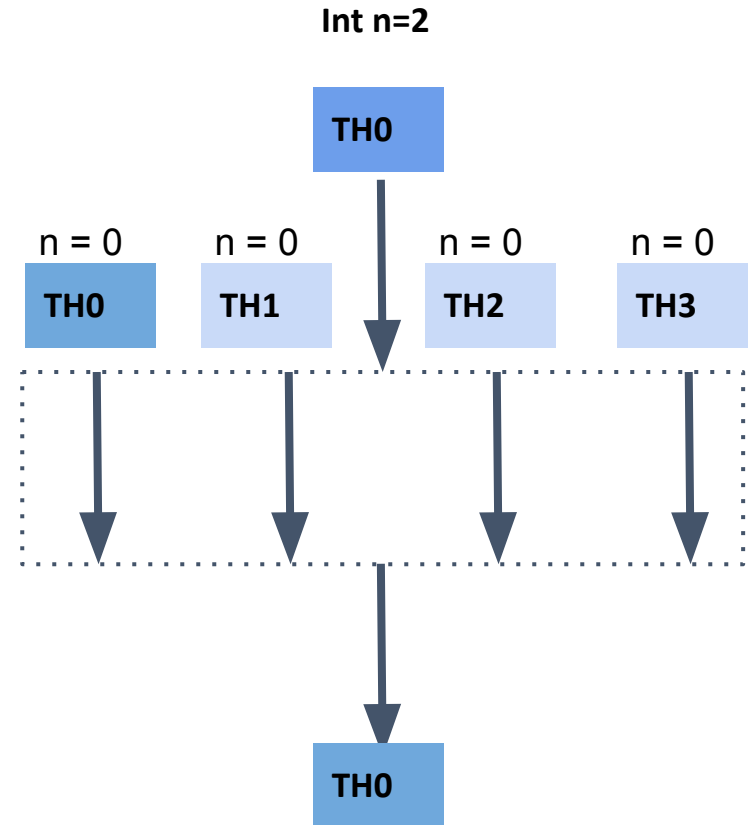 Int n=2
TH0
n = 0
n = 0
n = 0
n = 0
TH0
TH1
TH2
TH3
TH0